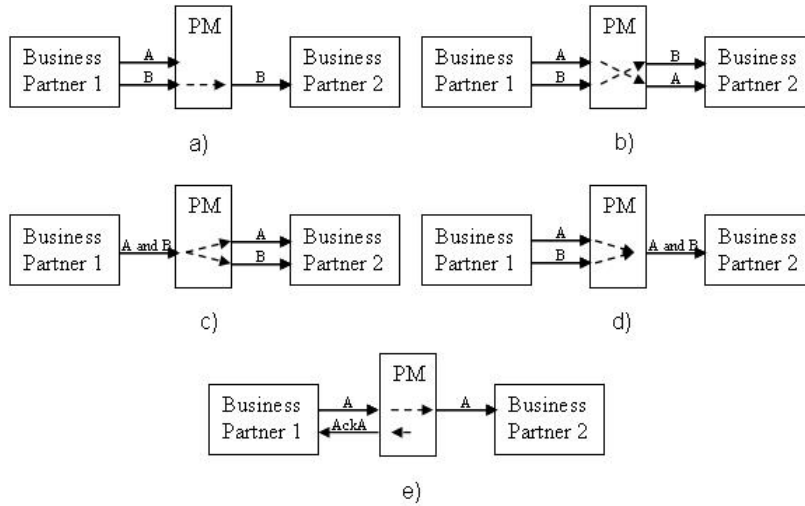 PM
Business
Partner 1
A
B
B
Business
Partner 2
a)
PM
Business
Partner 1
A
B
B
A
Business
Partner 2
b)
PM
Business
Partner 1
A and B
A
B
Business
Partner 2
c)
PM
Business
Partner 1
A
B
A and B
Business
Partner 2
d)
PM
Business
Partner 1
A
AckA
A
Business
Partner 2
e)